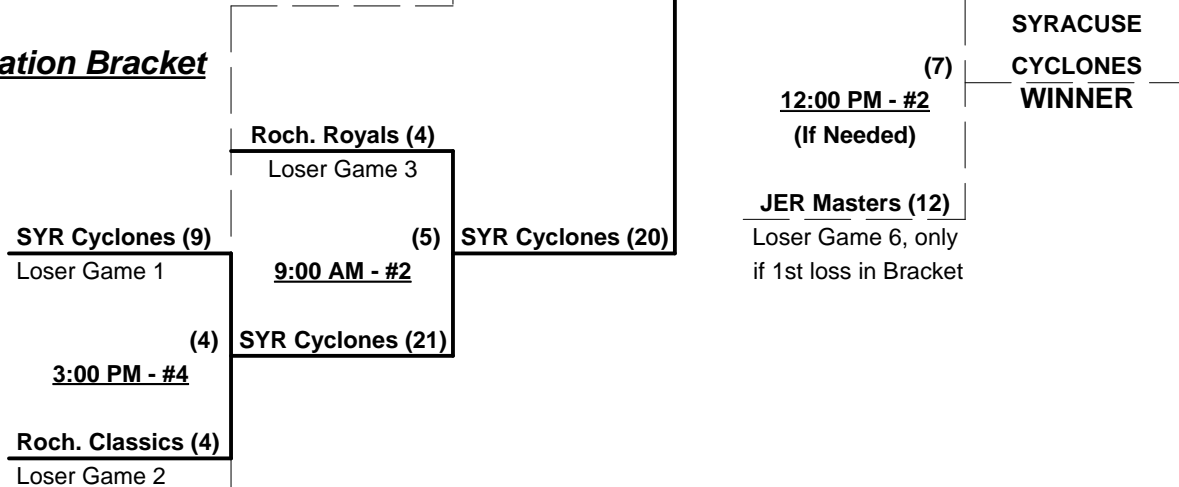 SYRACUSE
ation Bracket
(7)
CYCLONES
12:00 PM - #2
WINNER
Roch. Royals (4)
(If Needed)
Loser Game 3
JER Masters (12)
SYR Cyclones (9)
(5)
SYR Cyclones (20)
Loser Game 6, only
Loser Game 1
9:00 AM - #2
if 1st loss in Bracket
(4)
SYR Cyclones (21)
3:00 PM - #4
Roch. Classics (4)
Loser Game 2